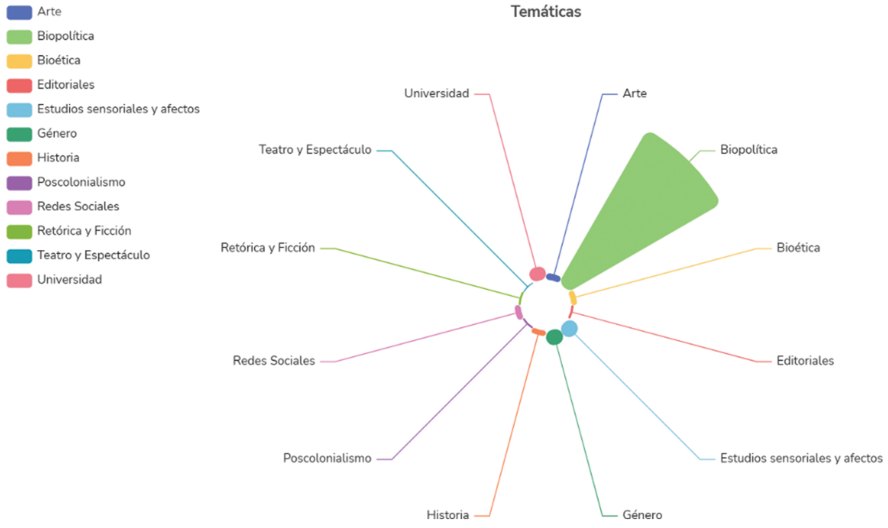 Temáticas
Arte
Biopolítica
Bioética
Editoriales
Estudios sensoriales y afectos
Género
Historia
Poscolonialismo
Redes Sociales
Retórica y Ficción
Teatro y Espectáculo
Universidad
Universidad
Arte
Teatro y Espectáculo
Biopolítica
Retórica y Ficción
Bioética
Redes Sociales
Editoriales
Poscolonialismo
Estudios sensoriales y afectos
Historia
Género